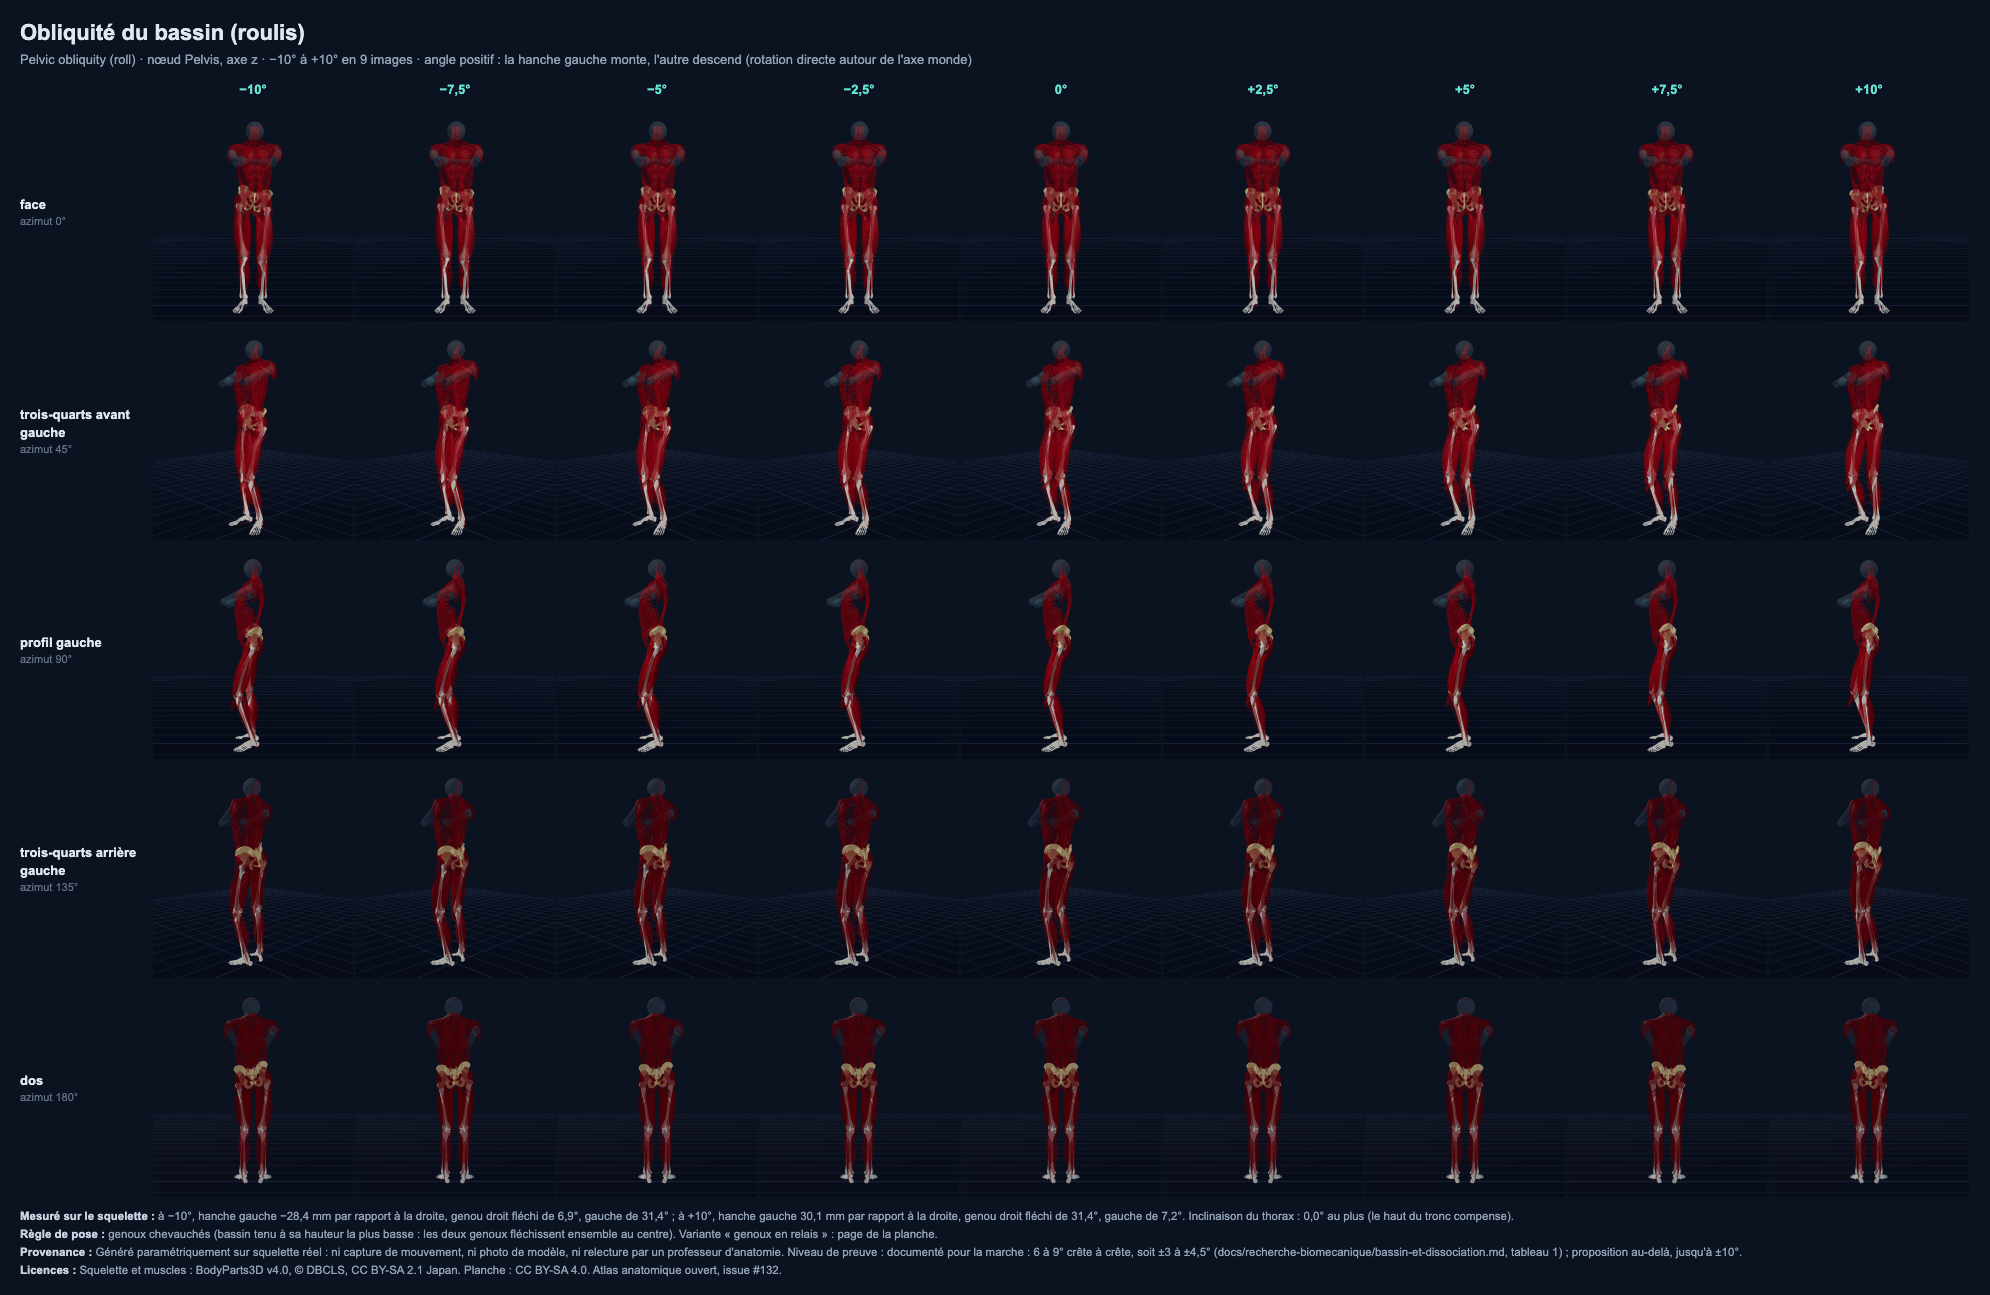 Obliquité du bassin (roulis)
Pelvic obliquity (roll) · nœud Pelvis, axe z · −10° à +10° en 9 images · angle positif : la hanche gauche monte, l'autre descend (rotation directe autour de l'axe monde)
−10° −7,5° −5° −2,5° 0° +2,5° +5° +7,5° +10°
face
azimut 0°
trois-quarts avant
gauche
azimut 45°
profil gauche
azimut 90°
trois-quarts arrière
gauche
azimut 135°
dos
azimut 180°
Mesuré sur le squelette : à −10°, hanche gauche −28,4 mm par rapport à la droite, genou droit fléchi de 6,9°, gauche de 31,4° ; à +10°, hanche gauche 30,1 mm par rapport à la droite, genou droit fléchi de 31,4°, gauche de 7,2°. Inclinaison du thorax : 0,0° au plus (le haut du tronc compense).
Règle de pose : genoux chevauchés (bassin tenu à sa hauteur la plus basse : les deux genoux fléchissent ensemble au centre). Variante « genoux en relais » : page de la planche.
Provenance : Généré paramétriquement sur squelette réel : ni capture de mouvement, ni photo de modèle, ni relecture par un professeur d'anatomie. Niveau de preuve : documenté pour la marche : 6 à 9° crête à crête, soit ±3 à ±4,5° (docs/recherche-biomecanique/bassin-et-dissociation.md, tableau 1) ; proposition au-delà, jusqu'à ±10°.
Licences : Squelette et muscles : BodyParts3D v4.0, © DBCLS, CC BY-SA 2.1 Japan. Planche : CC BY-SA 4.0. Atlas anatomique ouvert, issue #132.